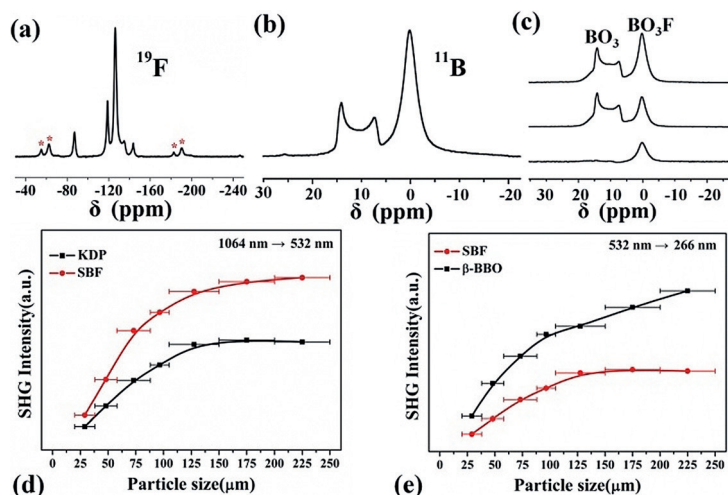 (a)
¹⁹F
* *
* *
-40 -80 -120 -160 -200 -240
δ (ppm)
(b)
¹¹B
30 20 10 0 -10 -20
δ (ppm)
(c)
BO₃ BO₃F
30 20 10 0 -10 -20
δ (ppm)
1064 nm → 532 nm
KDP
SBF
SHG Intensity(a.u.)
0 25 50 75 100 125 150 175 200 225 250
Particle size(μm)
(d)
532 nm → 266 nm
SBF
β-BBO
SHG Intensity(a.u.)
0 25 50 75 100 125 150 175 200 225 250
Particle size(μm)
(e)